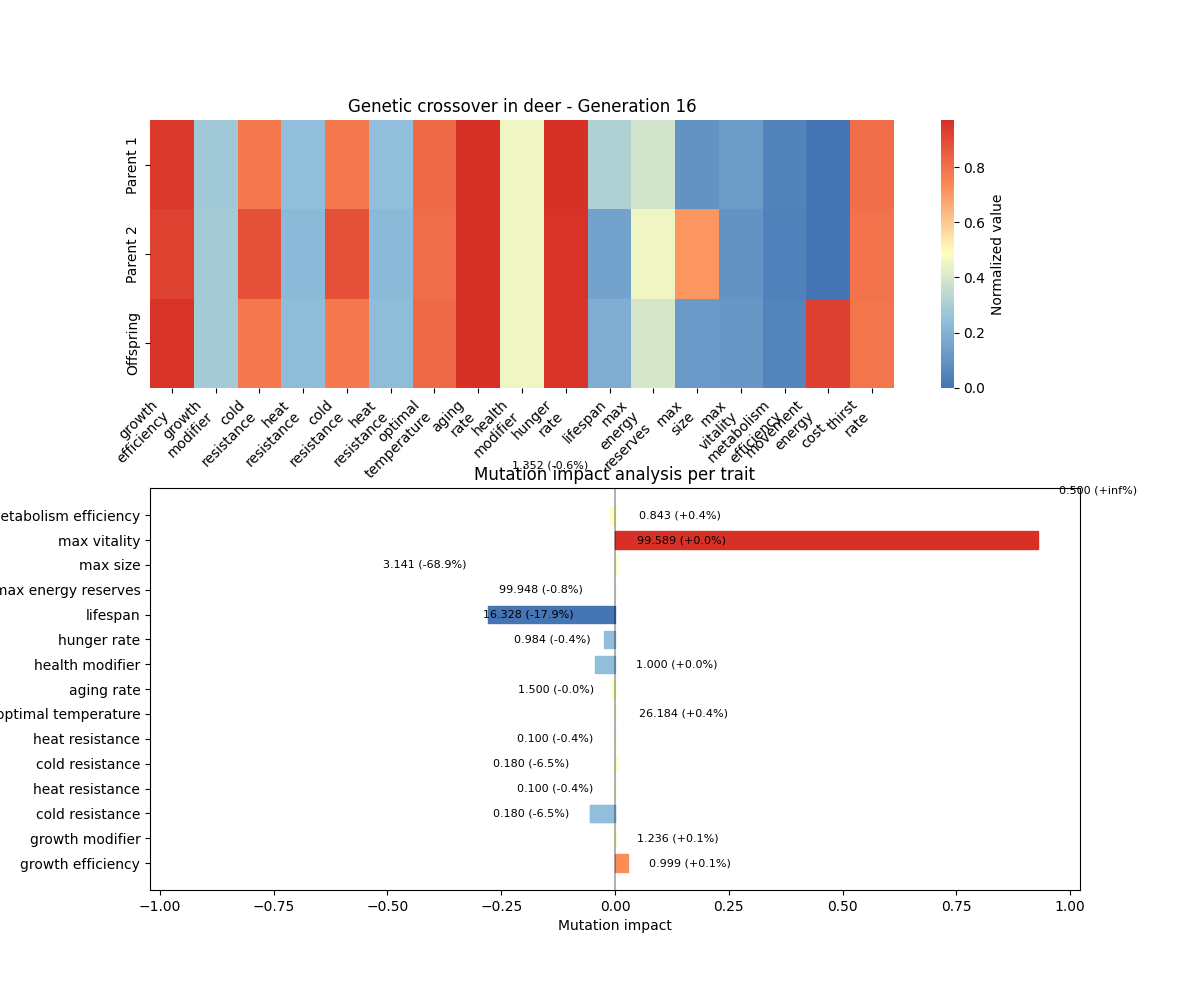 Genetic crossover in deer - Generation 16
Parent 1
Parent 2
Offspring
growth
efficiency
growth
modifier
cold
resistance
heat
resistance
cold
resistance
heat
resistance
optimal
temperature
aging
rate
health
modifier
hunger
rate
lifespan
max
energy
reserves
max
size
max
vitality
metabolism
efficiency
movement
energy
cost
thirst
rate
0.8
0.6
0.4
0.2
0.0
Normalized value
1.352 (-0.6%)
Mutation impact analysis per trait
0.500 (+inf%)
etabolism efficiency
0.843 (+0.4%)
max vitality
99.589 (+0.0%)
max size
3.141 (-68.9%)
max energy reserves
99.948 (-0.8%)
lifespan
16.328 (-17.9%)
hunger rate
0.984 (-0.4%)
health modifier
1.000 (+0.0%)
aging rate
1.500 (-0.0%)
optimal temperature
26.184 (+0.4%)
heat resistance
0.100 (-0.4%)
cold resistance
0.180 (-6.5%)
heat resistance
0.100 (-0.4%)
cold resistance
0.180 (-6.5%)
growth modifier
1.236 (+0.1%)
growth efficiency
0.999 (+0.1%)
−1.00 −0.75 −0.50 −0.25 0.00 0.25 0.50 0.75 1.00
Mutation impact